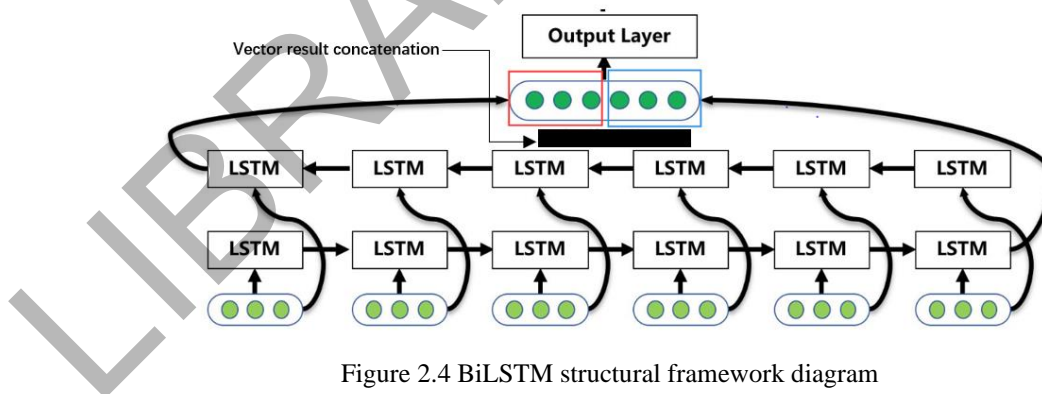 Output Layer
Vector result concatenation
LSTM LSTM LSTM LSTM LSTM LSTM
LSTM LSTM LSTM LSTM LSTM LSTM
Figure 2.4 BiLSTM structural framework diagram